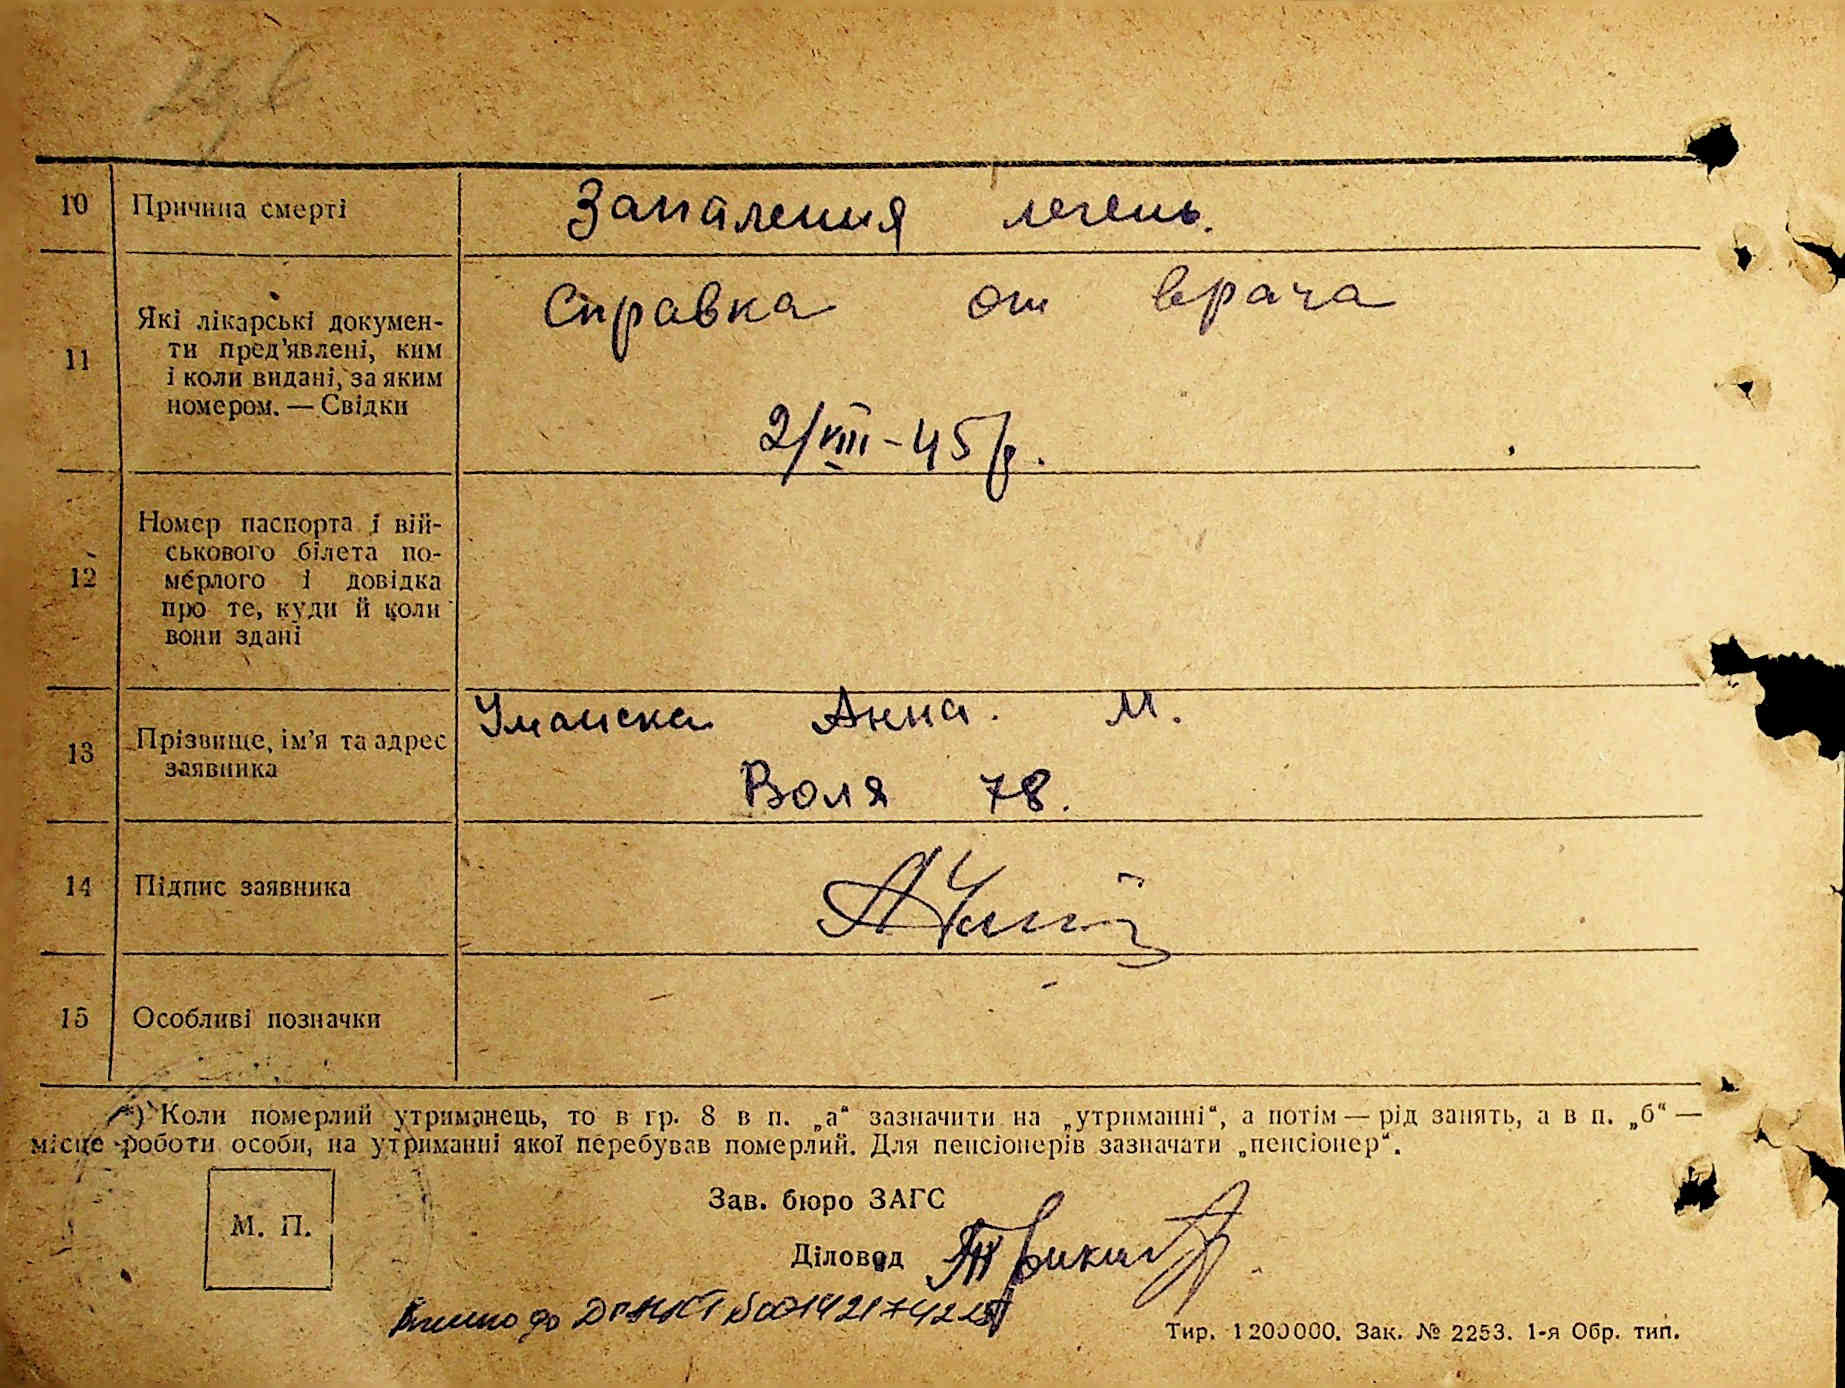 10 Причина смерті Запалення легень.
11 Які лікарські докумен-
ти пред’явлені, ким
і коли видані, за яким
номером. — Свідки
Справка от врача
2/VIII-45 р.
12 Номер паспорта і вій-
ськового білета по-
мерлого і довідка
про те, куди й коли
вони здані
13 Прізвище, ім’я та адрес
заявника
Уманска Анна. М.
Воля 78.
14 Підпис заявника
15 Особливі позначки
*) Коли померлий утриманець, то в гр. 8 в п. „а“ зазначити на „утриманні“, а потім — рід занять, а в п. „б“ —
місце роботи особи, на утриманні якої перебував померлий. Для пенсіонерів зазначати „пенсіонер“.
М. П.
Зав. бюро ЗАГС
Діловод
Внесено до
Тир. 1200000. Зак. № 2253. 1-я Обр. тип.